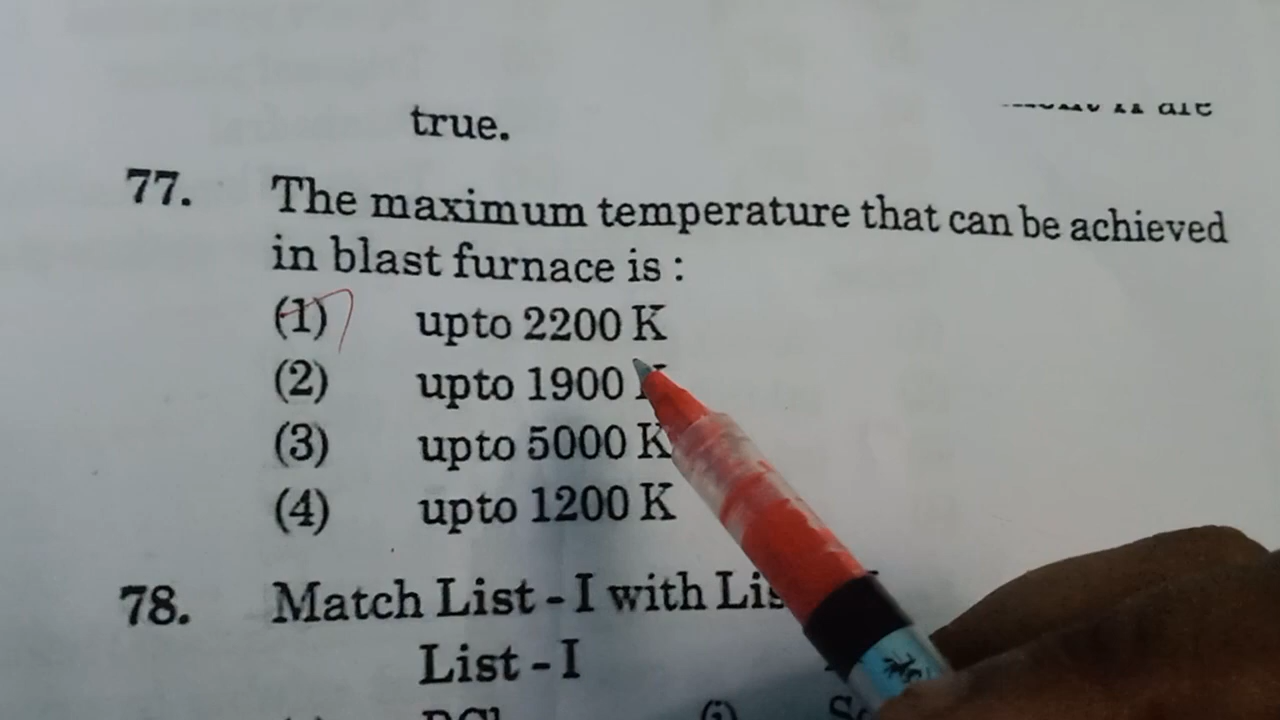 true.
77. The maximum temperature that can be achieved
in blast furnace is :
(1) upto 2200 K
(2) upto 1900 K
(3) upto 5000 K
(4) upto 1200 K
78. Match List - I with
List - I
(i)